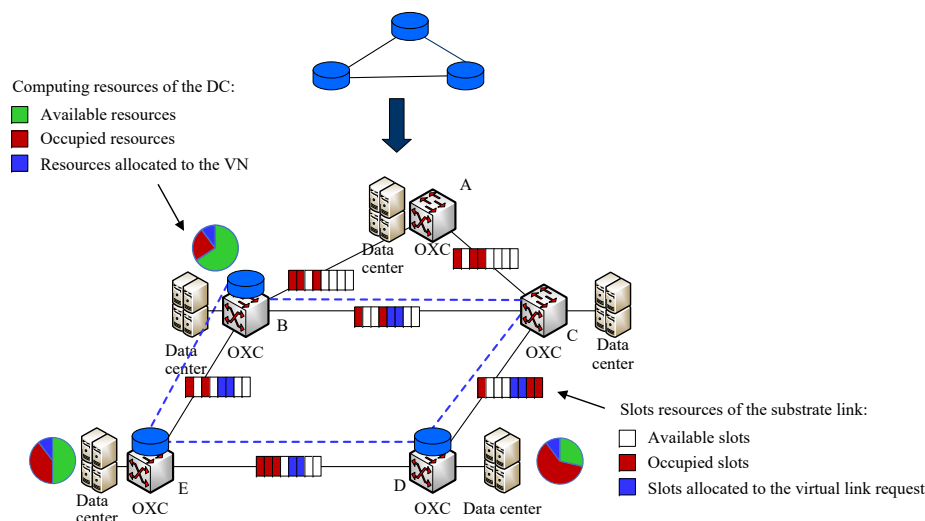 Computing resources of the DC:
Available resources
Occupied resources
Resources allocated to the VN
A
Data
center
OXC
B
Data
center
OXC
C
OXC
Data
center
Slots resources of the substrate link:
Available slots
Occupied slots
Slots allocated to the virtual link request
E
Data
center
OXC
D
OXC
Data center